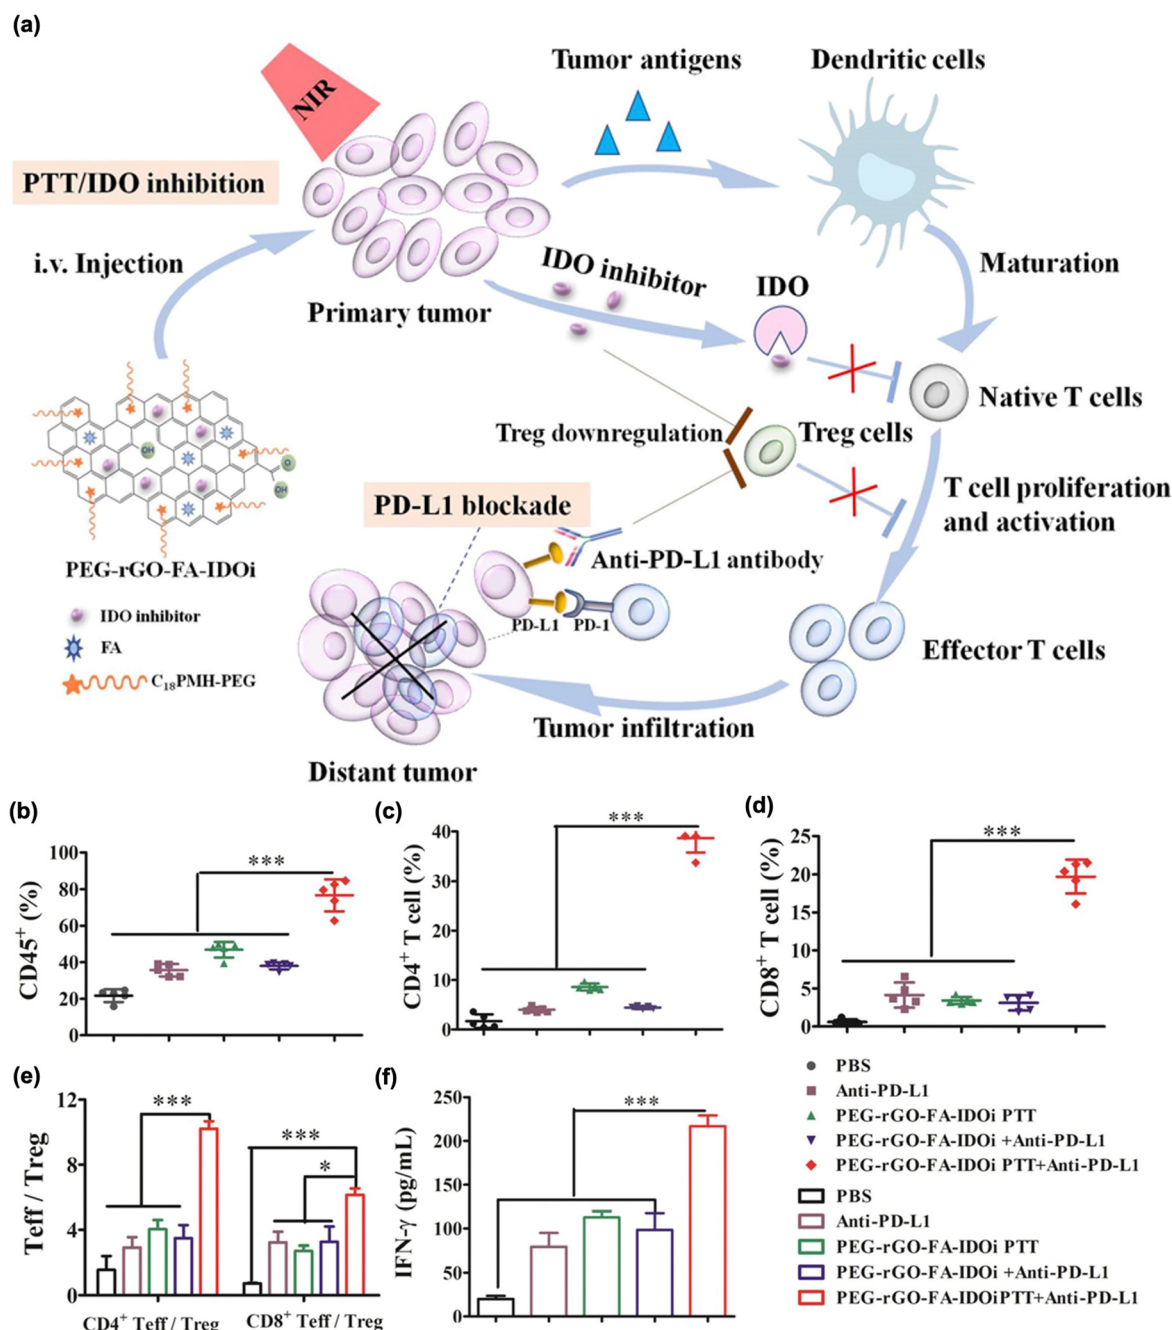 (a)
NIR
Tumor antigens
Dendritic cells
PTT/IDO inhibition
i.v. Injection
Primary tumor
IDO inhibitor
IDO
Maturation
Native T cells
Treg downregulation
Treg cells
OH
O
OH
PD-L1 blockade
T cell proliferation
and activation
PEG-rGO-FA-IDOi
Anti-PD-L1 antibody
IDO inhibitor
PD-L1
PD-1
FA
Effector T cells
C18PMH-PEG
Tumor infiltration
Distant tumor
(b)
CD45+ (%)
100
80
60
40
20
0
***
(c)
CD4+ T cell (%)
40
30
20
10
0
***
(d)
CD8+ T cell (%)
25
20
15
10
5
0
***
(e)
Teff / Treg
12
8
4
0
***
***
*
CD4+ Teff / Treg
CD8+ Teff / Treg
(f)
IFN-γ (pg/mL)
250
200
150
100
50
0
***
PBS
Anti-PD-L1
PEG-rGO-FA-IDOi PTT
PEG-rGO-FA-IDOi +Anti-PD-L1
PEG-rGO-FA-IDOi PTT+Anti-PD-L1
PBS
Anti-PD-L1
PEG-rGO-FA-IDOi PTT
PEG-rGO-FA-IDOi +Anti-PD-L1
PEG-rGO-FA-IDOiPTT+Anti-PD-L1